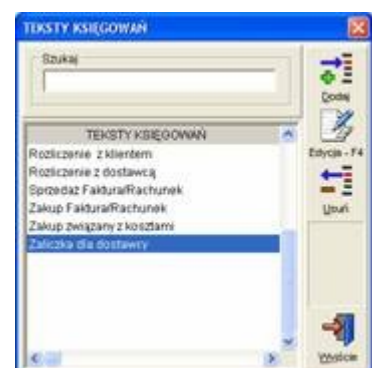 TEKSTY KSIĘGOWAŃ
Szukaj
Dodaj
TEKSTY KSIĘGOWAŃ
Edycja - F4
Rozliczenie z klientem
Rozliczenie z dostawcą
Sprzedaż Faktura/Rachunek
Usuń
Zakup Faktura/Rachunek
Zakup związany z kosztami
Zaliczka dla dostawcy
Wyjście